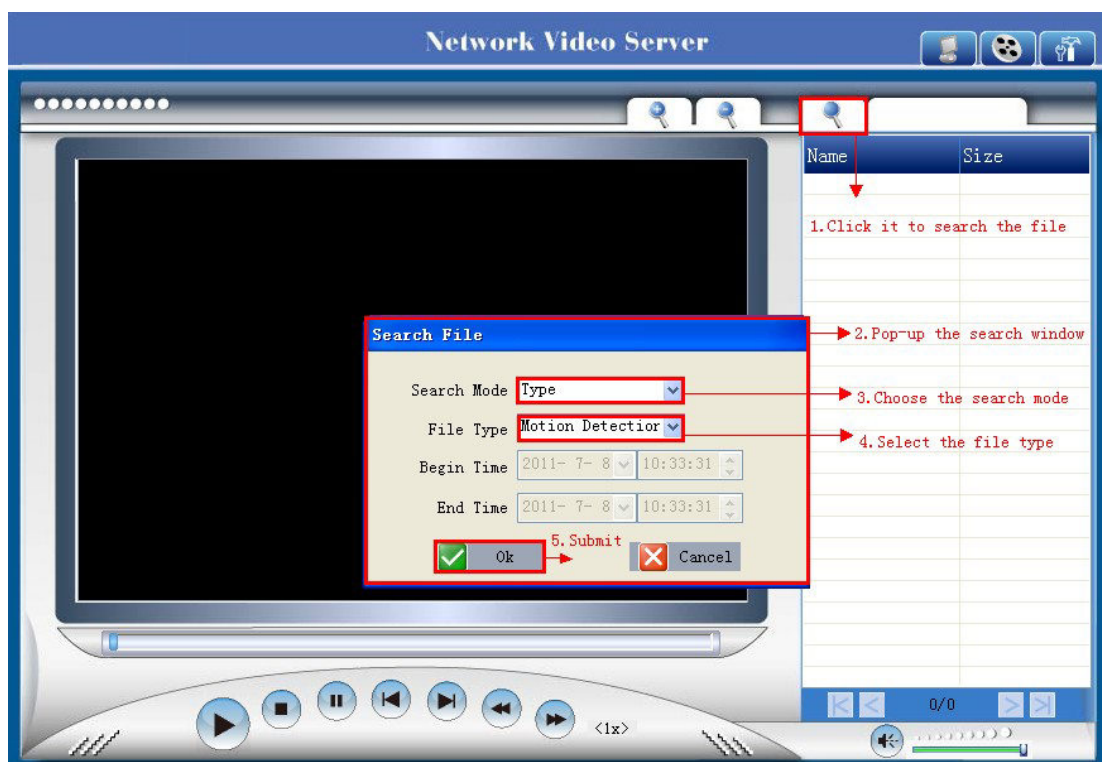 Network Video Server
Name Size
1.Click it to search the file
Search File
2.Pop-up the search window
Search Mode Type
3.Choose the search mode
File Type Motion Detection
4.Select the file type
Begin Time 2011- 7- 8 10:33:31
End Time 2011- 7- 8 10:33:31
5.Submit
Ok Cancel
0/0
<1x>